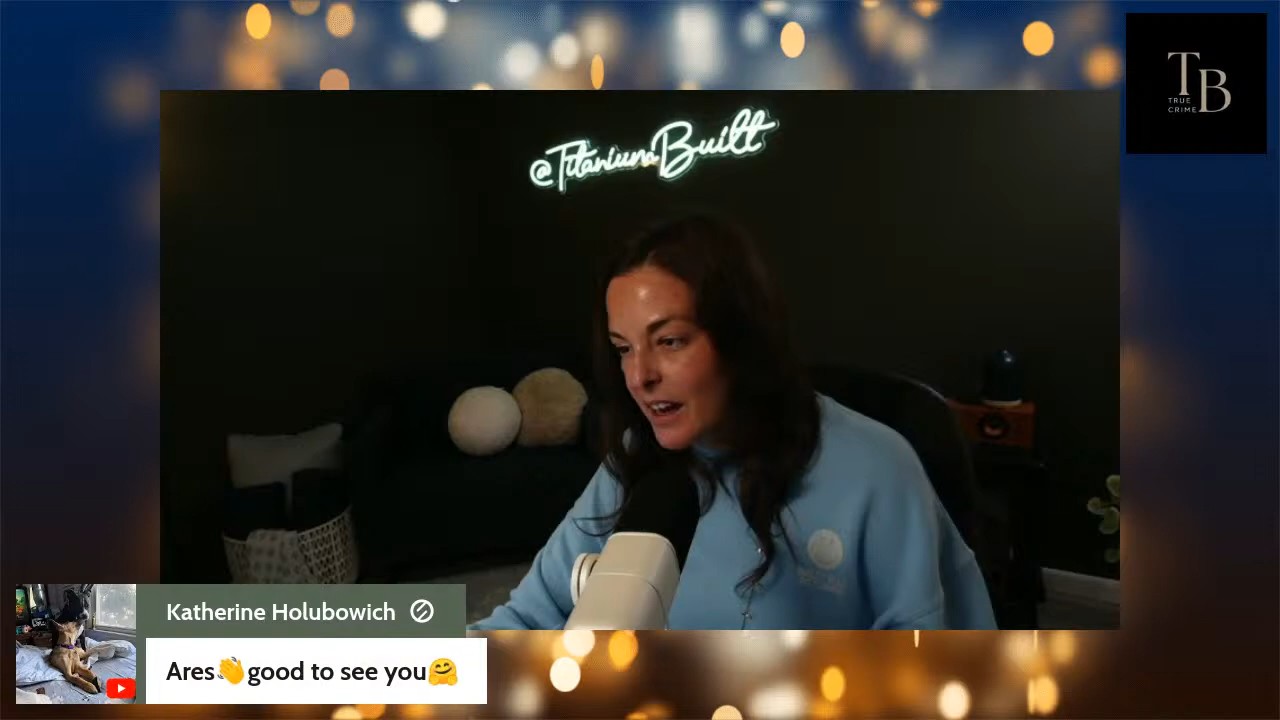 TB
TRUE
CRIME
@TitaniumBuilt
Katherine Holubowich
Ares👋good to see you🤗